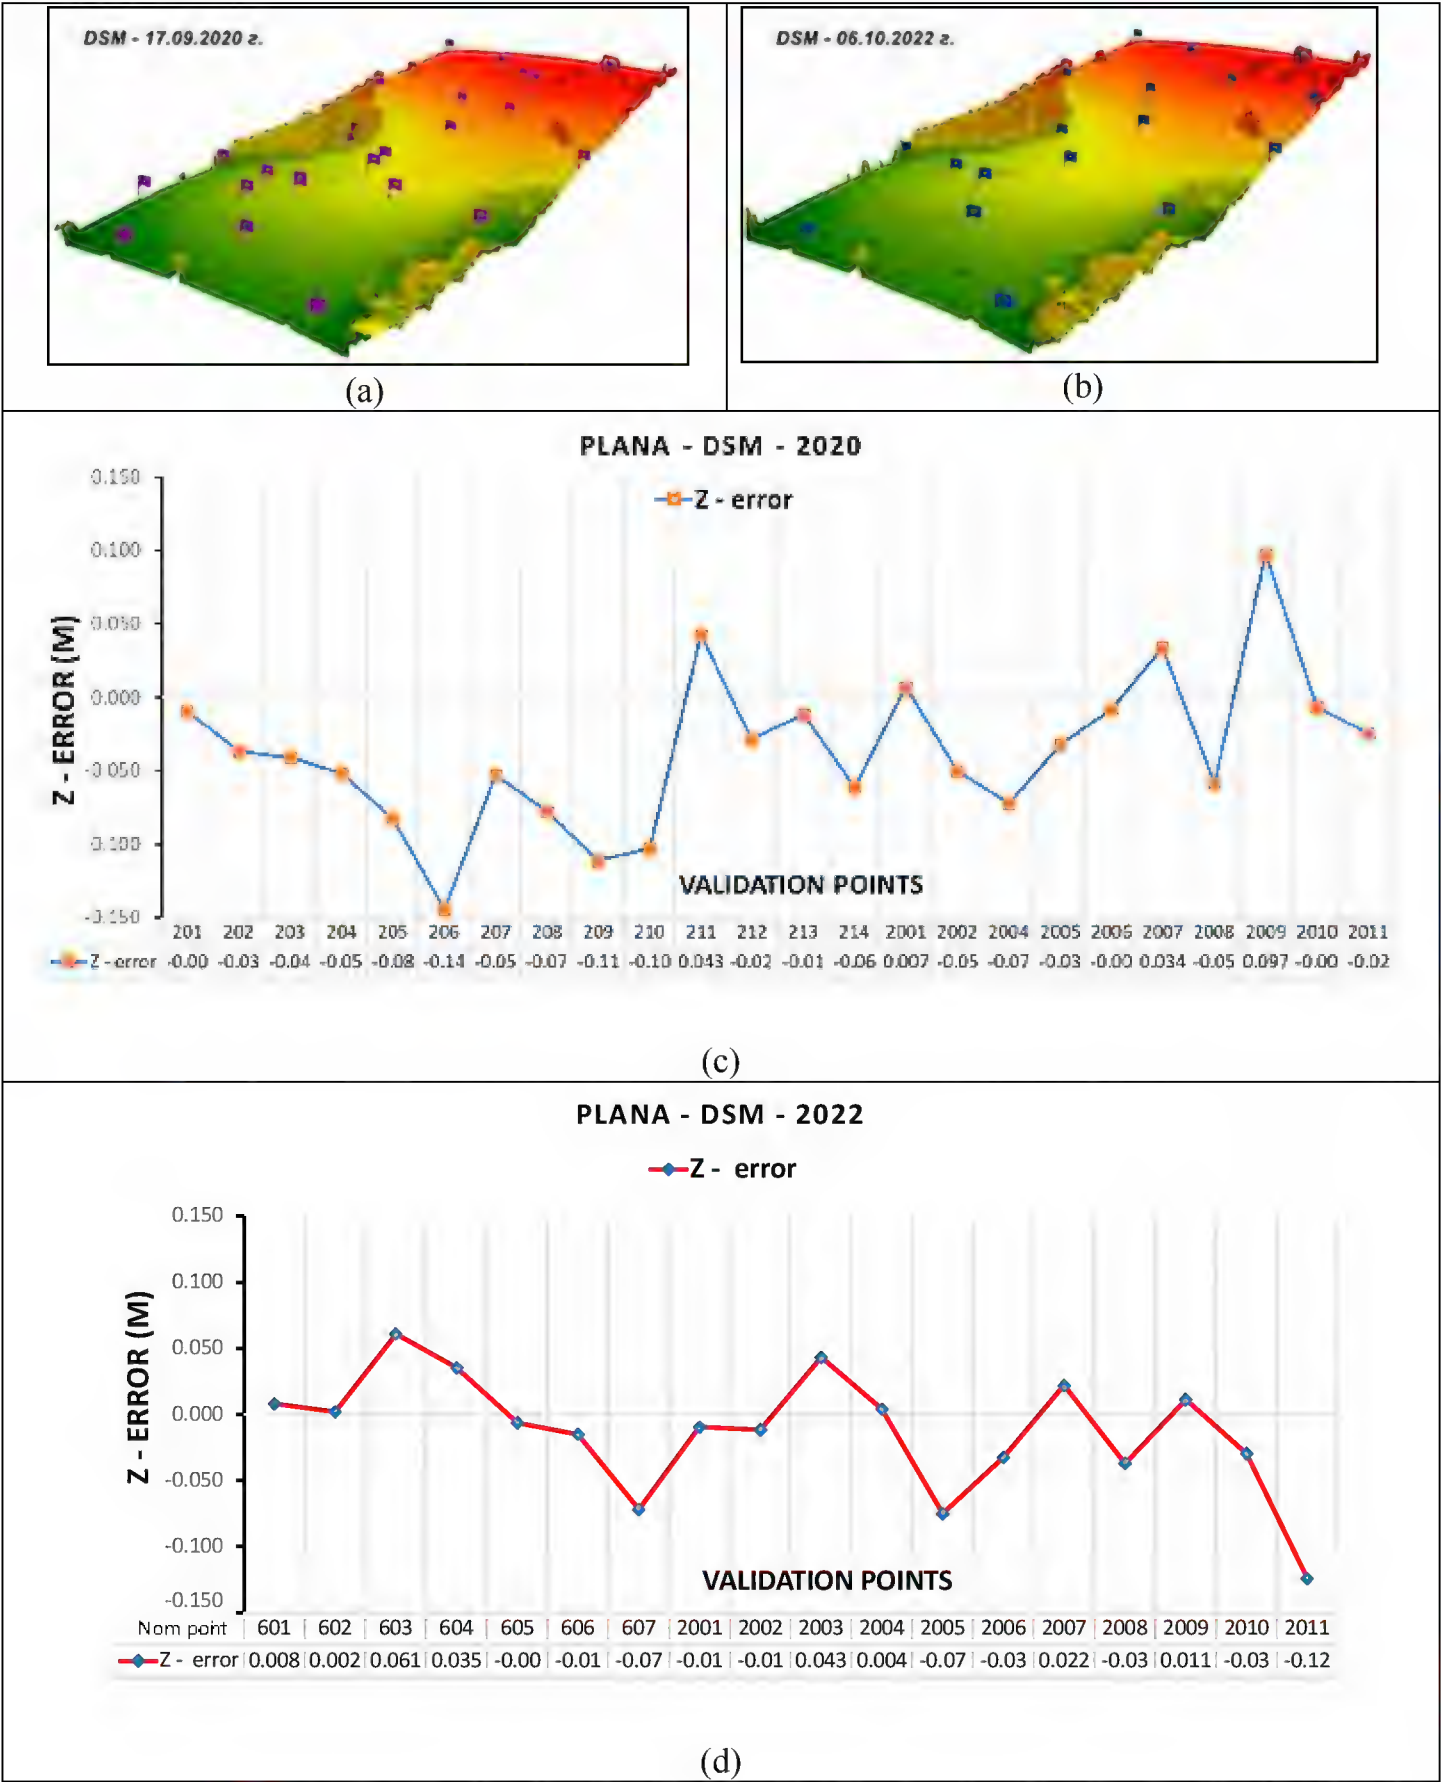 DSM - 17.09.2020 г.
DSM - 06.10.2022 г.
(a)
(b)
PLANA - DSM - 2020
Z - error
0.150
0.100
0.050
0.000
-0.050
-0.100
-0.150
Z - ERROR (M)
VALIDATION POINTS
201 202 203 204 205 206 207 208 209 210 211 212 213 214 2001 2002 2004 2005 2006 2007 2008 2009 2010 2011
Z - error -0.00 -0.03 -0.04 -0.05 -0.08 -0.14 -0.05 -0.07 -0.11 -0.10 0.043 -0.02 -0.01 -0.06 0.007 -0.05 -0.07 -0.03 -0.00 0.034 -0.05 0.097 -0.00 -0.02
(c)
PLANA - DSM - 2022
Z - error
0.150
0.100
0.050
0.000
-0.050
-0.100
-0.150
Z - ERROR (M)
VALIDATION POINTS
Nom point 601 602 603 604 605 606 607 2001 2002 2003 2004 2005 2006 2007 2008 2009 2010 2011
Z - error 0.008 0.002 0.061 0.035 -0.00 -0.01 -0.07 -0.01 -0.01 0.043 0.004 -0.07 -0.03 0.022 -0.03 0.011 -0.03 -0.12
(d)